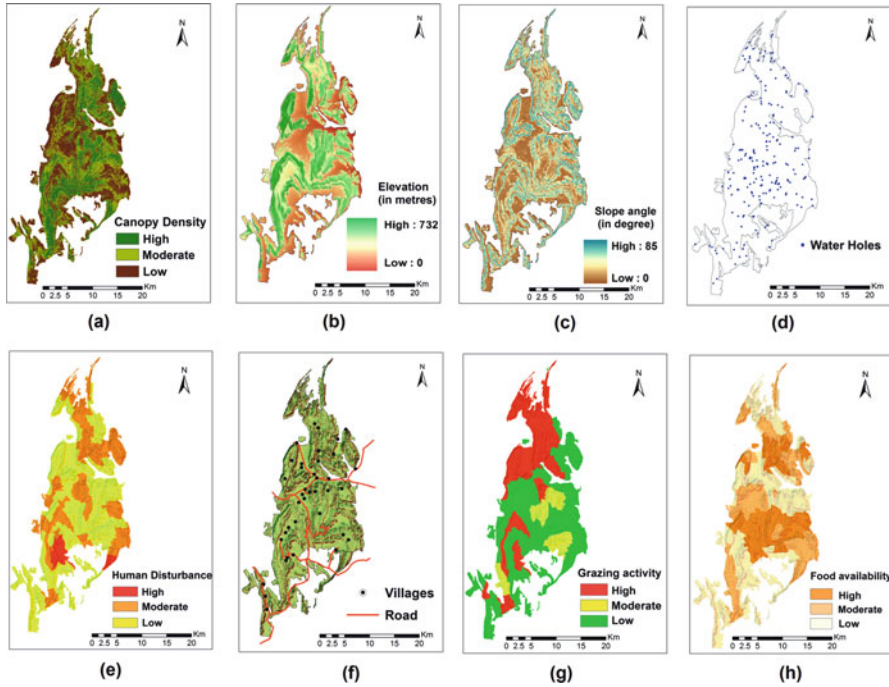 N
Canopy Density
High
Moderate
Low
Km
0 2.5 5 10 15 20
(a)
N
Elevation
(in metres)
High : 732
Low : 0
Km
0 2.5 5 10 15 20
(b)
N
Slope angle
(in degree)
High : 85
Low : 0
Km
0 2.5 5 10 15 20
(c)
N
Water Holes
Km
0 2.5 5 10 15 20
(d)
N
Human Disturbance
High
Moderate
Low
Km
0 2.5 5 10 15 20
(e)
N
Villages
Road
Km
0 2.5 5 10 15 20
(f)
N
Grazing activity
High
Moderate
Low
Km
0 2.5 5 10 15 20
(g)
N
Food availability
High
Moderate
Low
Km
0 2.5 5 10 15 20
(h)